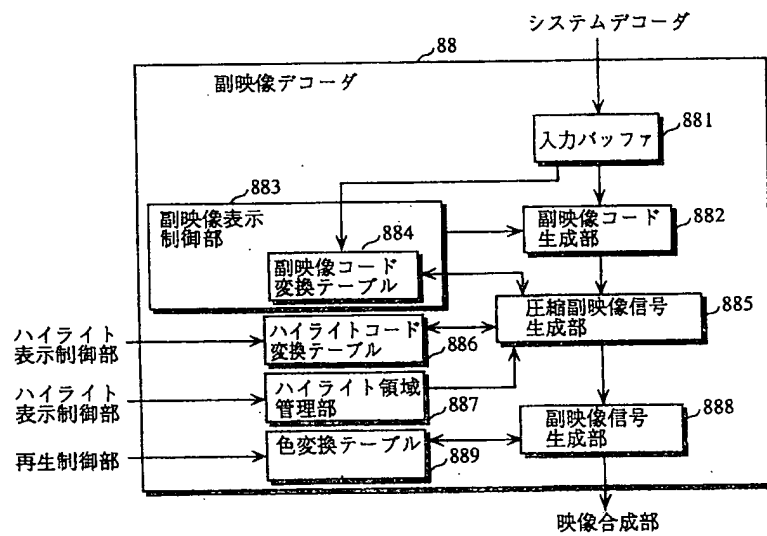 システムデコーダ
88
副映像デコーダ
881
入力バッファ
883
副映像表示
制御部
884
副映像コード
変換テーブル
副映像コード
生成部
882
圧縮副映像信号
生成部
885
ハイライト
表示制御部
ハイライトコード
変換テーブル
886
ハイライト
表示制御部
ハイライト領域
管理部
887
副映像信号
生成部
888
再生制御部
色変換テーブル
889
映像合成部